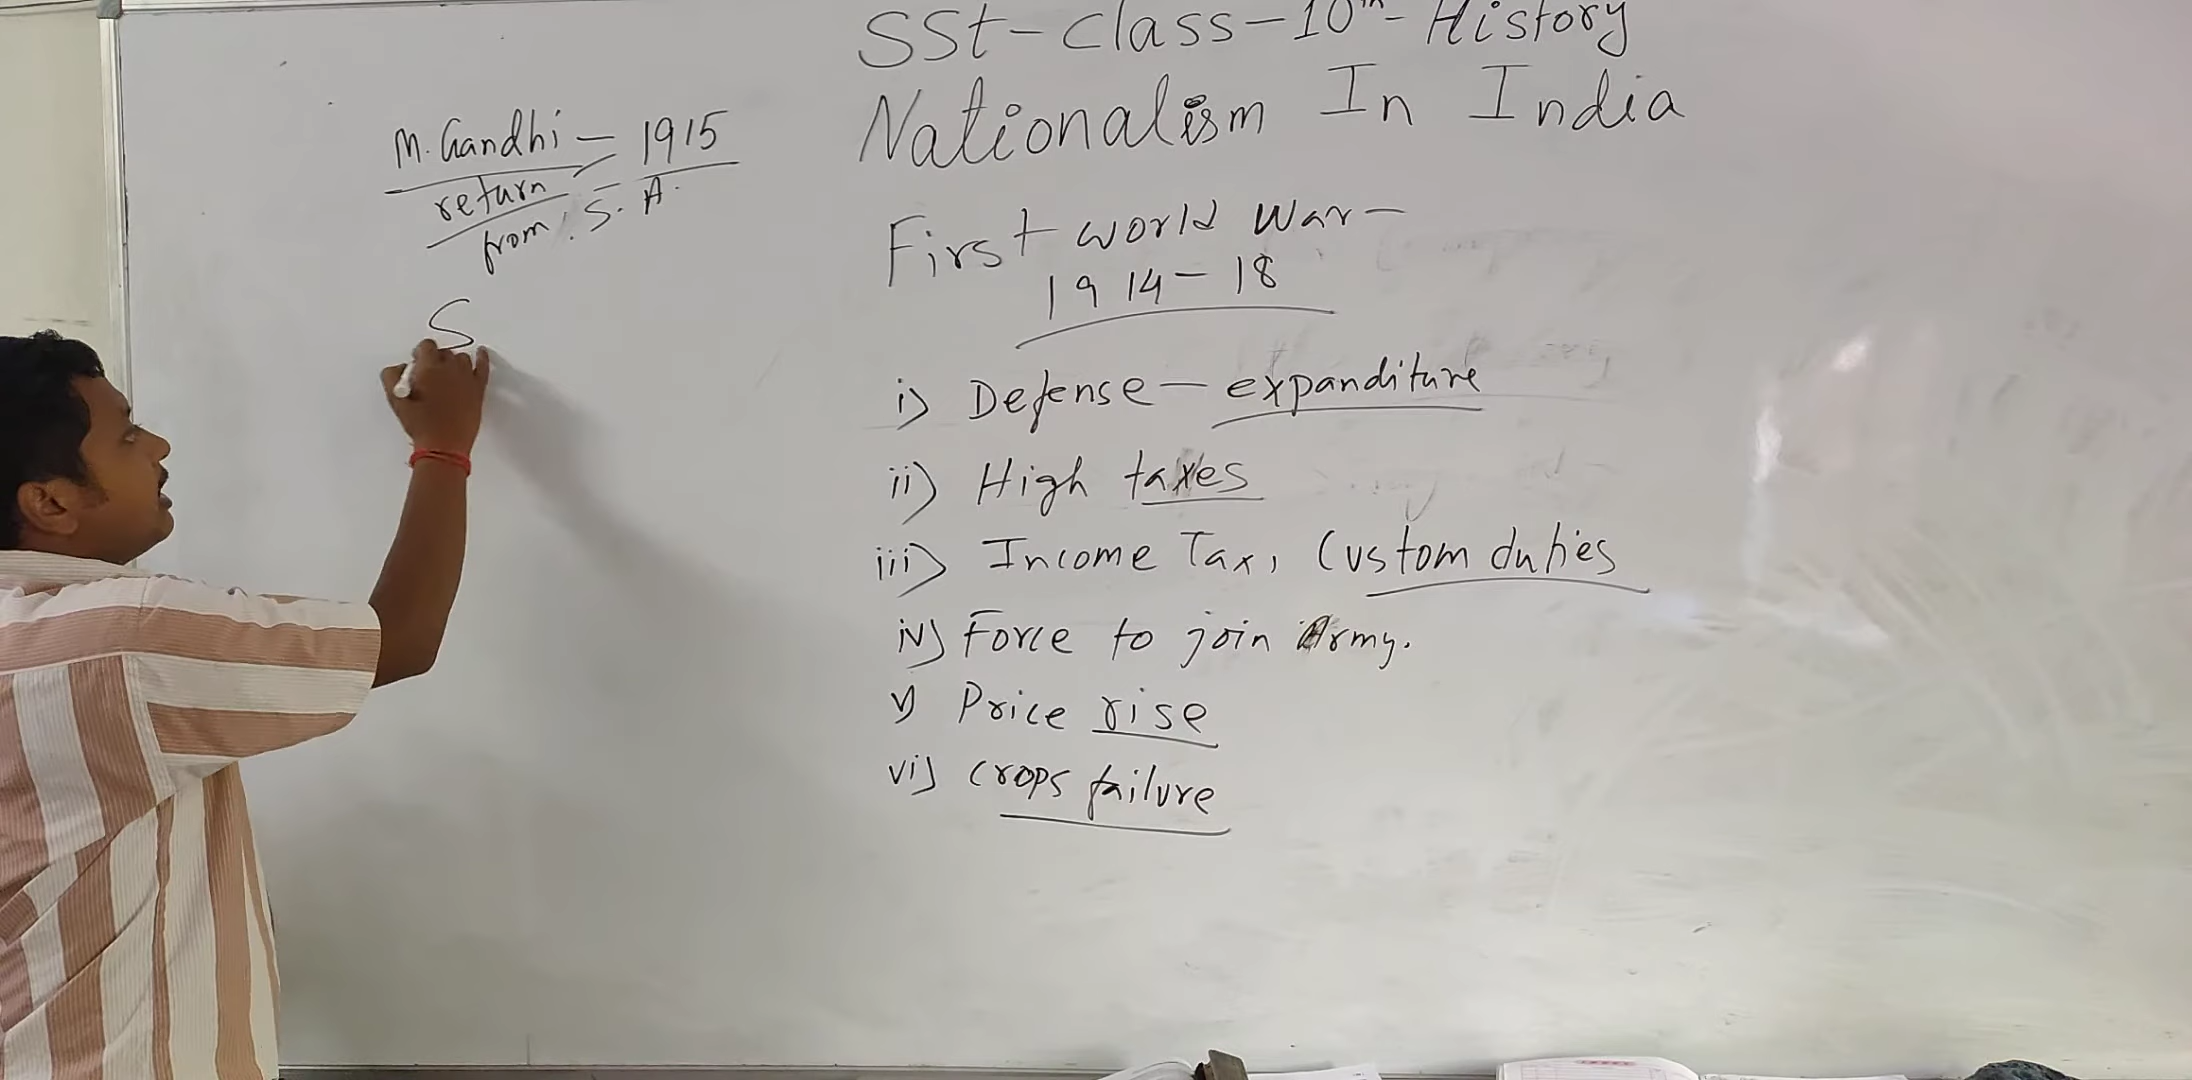 SSt-class-10th-History
Nationalism In India
M. Gandhi - 1915
return
from S. A.
S
First world war-
1914-18
i) Defense - expanditure
ii) High taxes
iii) Income Tax, Custom duties
iv) Force to join Army.
v) Price rise
vi) crops failure